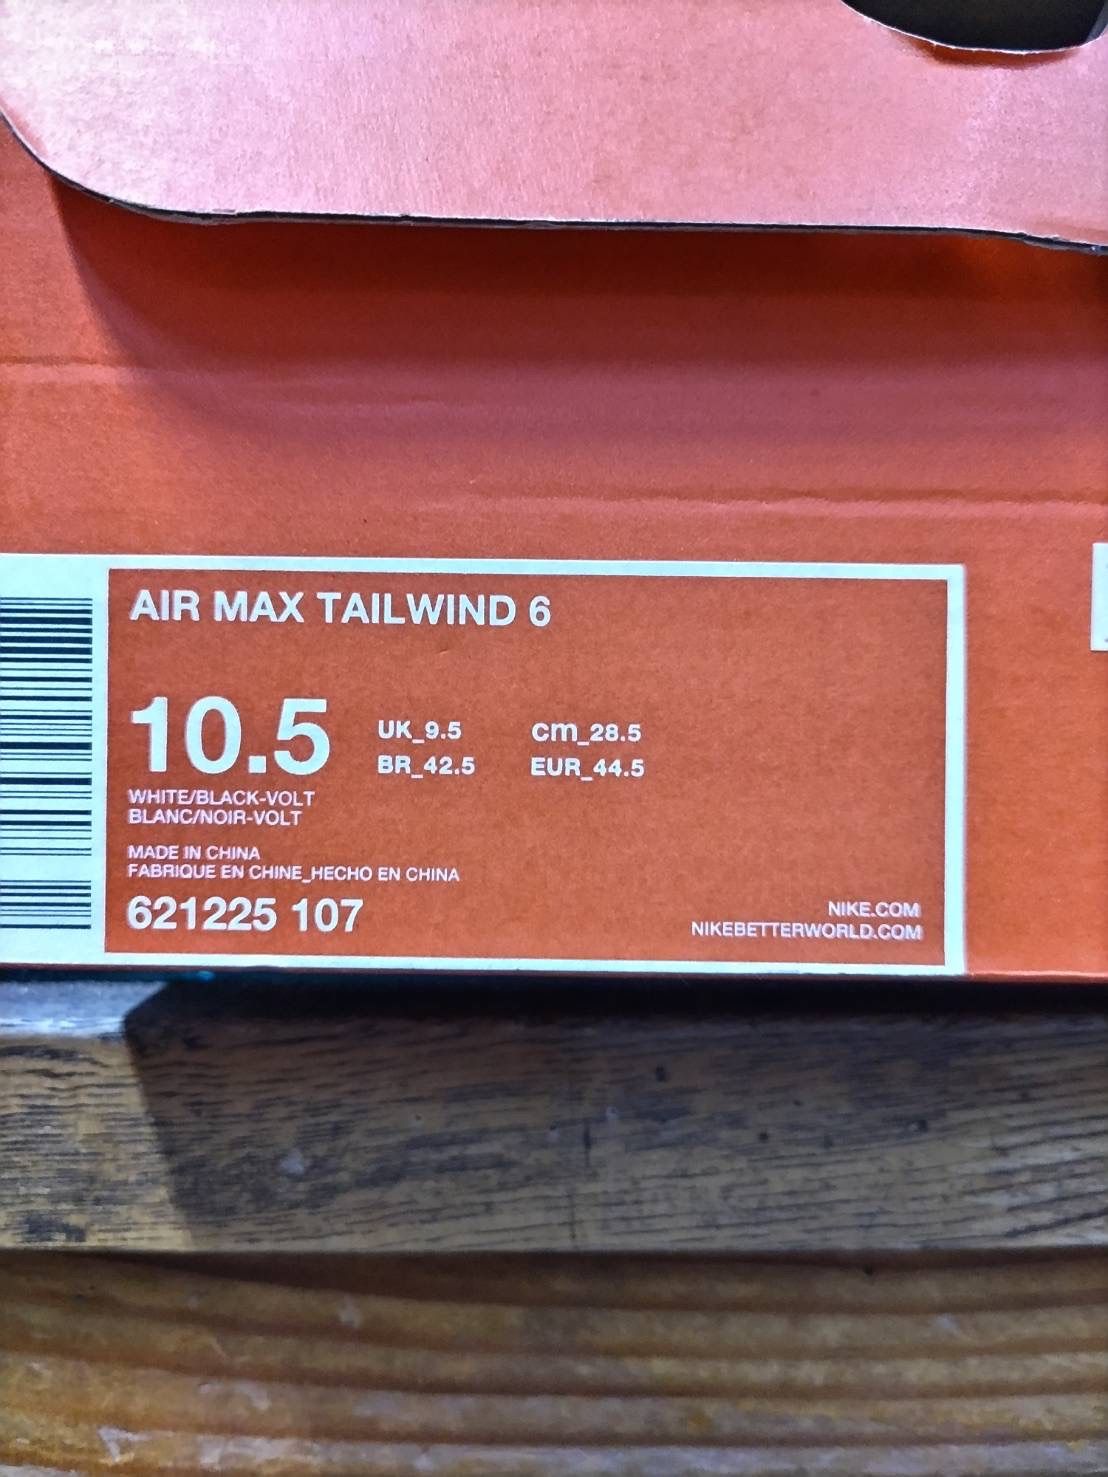 AIR MAX TAILWIND 6
10.5
UK_9.5 cm_28.5
BR_42.5 EUR_44.5
WHITE/BLACK-VOLT
BLANC/NOIR-VOLT
MADE IN CHINA
FABRIQUE EN CHINE_HECHO EN CHINA
621225 107
NIKE.COM
NIKEBETTERWORLD.COM